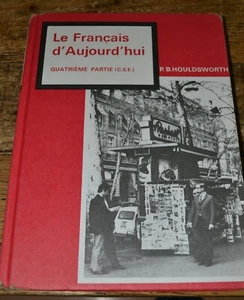 Le Français
d'Aujourd'hui
QUATRIÈME PARTIE (C.S.E.)
P.B.HOULDSWORTH